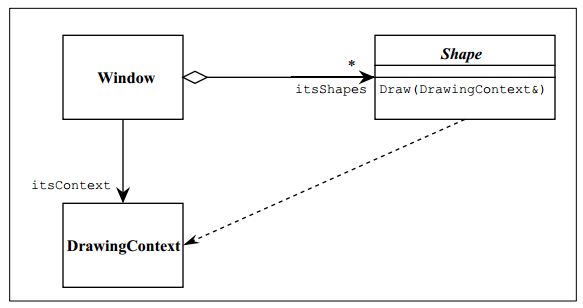 Window
*
Shape
itsShapes
Draw(DrawingContext&)
itsContext
DrawingContext